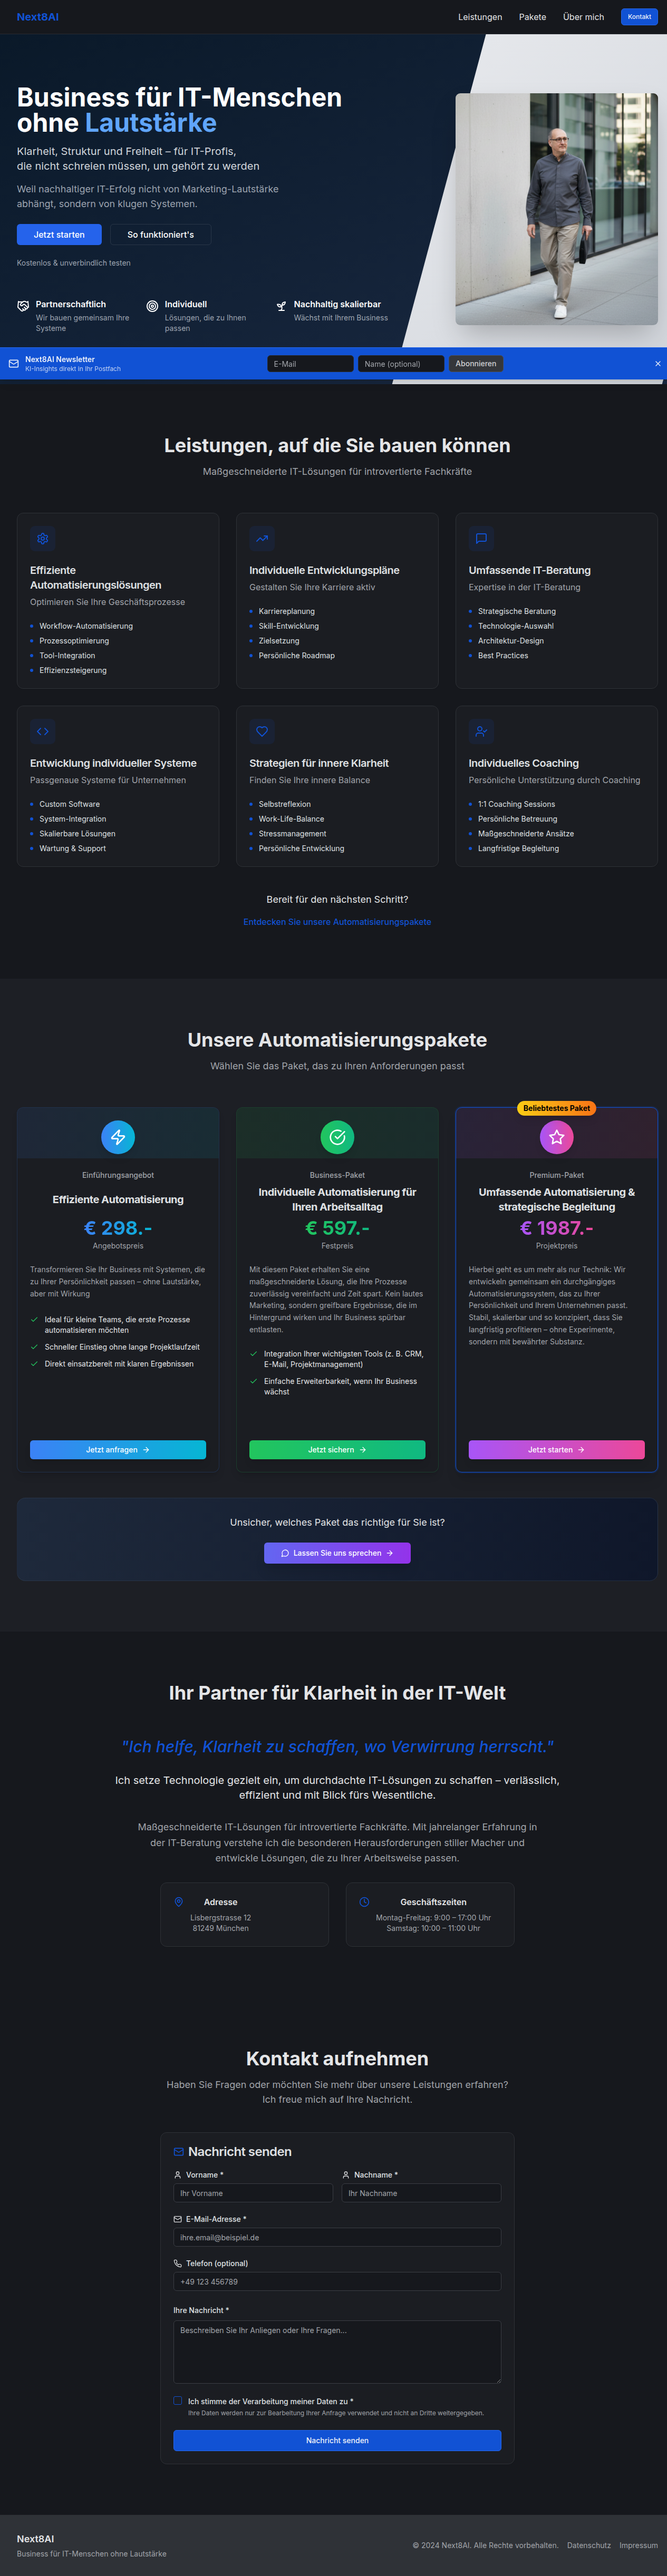 Next8AI
Leistungen
Pakete
Über mich
Kontakt
Business für IT-Menschen
ohne Lautstärke
Klarheit, Struktur und Freiheit – für IT-Profis,
die nicht schreien müssen, um gehört zu werden
Weil nachhaltiger IT-Erfolg nicht von Marketing-Lautstärke
abhängt, sondern von klugen Systemen.
Jetzt starten
So funktioniert's
Kostenlos & unverbindlich testen
Partnerschaftlich
Wir bauen gemeinsam Ihre
Systeme
Individuell
Lösungen, die zu Ihnen
passen
Nachhaltig skalierbar
Wächst mit Ihrem Business
Next8AI Newsletter
KI-Insights direkt in Ihr Postfach
E-Mail
Name (optional)
Abonnieren
Leistungen, auf die Sie bauen können
Maßgeschneiderte IT-Lösungen für introvertierte Fachkräfte
Effiziente
Automatisierungslösungen
Optimieren Sie Ihre Geschäftsprozesse
Workflow-Automatisierung
Prozessoptimierung
Tool-Integration
Effizienzsteigerung
Individuelle Entwicklungspläne
Gestalten Sie Ihre Karriere aktiv
Karriereplanung
Skill-Entwicklung
Zielsetzung
Persönliche Roadmap
Umfassende IT-Beratung
Expertise in der IT-Beratung
Strategische Beratung
Technologie-Auswahl
Architektur-Design
Best Practices
Entwicklung individueller Systeme
Passgenaue Systeme für Unternehmen
Custom Software
System-Integration
Skalierbare Lösungen
Wartung & Support
Strategien für innere Klarheit
Finden Sie Ihre innere Balance
Selbstreflexion
Work-Life-Balance
Stressmanagement
Persönliche Entwicklung
Individuelles Coaching
Persönliche Unterstützung durch Coaching
1:1 Coaching Sessions
Persönliche Betreuung
Maßgeschneiderte Ansätze
Langfristige Begleitung
Bereit für den nächsten Schritt?
Entdecken Sie unsere Automatisierungspakete
Unsere Automatisierungspakete
Wählen Sie das Paket, das zu Ihren Anforderungen passt
Einführungsangebot
Effiziente Automatisierung
€ 298.-
Angebotspreis
Transformieren Sie Ihr Business mit Systemen, die
zu Ihrer Persönlichkeit passen – ohne Lautstärke,
aber mit Wirkung
Ideal für kleine Teams, die erste Prozesse
automatisieren möchten
Schneller Einstieg ohne lange Projektlaufzeit
Direkt einsatzbereit mit klaren Ergebnissen
Jetzt anfragen
Business-Paket
Individuelle Automatisierung für
Ihren Arbeitsalltag
€ 597.-
Festpreis
Mit diesem Paket erhalten Sie eine
maßgeschneiderte Lösung, die Ihre Prozesse
zuverlässig vereinfacht und Zeit spart. Kein lautes
Marketing, sondern greifbare Ergebnisse, die im
Hintergrund wirken und Ihr Business spürbar
entlasten.
Integration Ihrer wichtigsten Tools (z. B. CRM,
E-Mail, Projektmanagement)
Einfache Erweiterbarkeit, wenn Ihr Business
wächst
Jetzt sichern
Beliebtestes Paket
Premium-Paket
Umfassende Automatisierung &
strategische Begleitung
€ 1987.-
Projektpreis
Hierbei geht es um mehr als nur Technik: Wir
entwickeln gemeinsam ein durchgängiges
Automatisierungssystem, das zu Ihrer
Persönlichkeit und Ihrem Unternehmen passt.
Stabil, skalierbar und so konzipiert, dass Sie
langfristig profitieren – ohne Experimente,
sondern mit bewährter Substanz.
Jetzt starten
Unsicher, welches Paket das richtige für Sie ist?
Lassen Sie uns sprechen
Ihr Partner für Klarheit in der IT-Welt
"Ich helfe, Klarheit zu schaffen, wo Verwirrung herrscht."
Ich setze Technologie gezielt ein, um durchdachte IT-Lösungen zu schaffen – verlässlich,
effizient und mit Blick fürs Wesentliche.
Maßgeschneiderte IT-Lösungen für introvertierte Fachkräfte. Mit jahrelanger Erfahrung in
der IT-Beratung verstehe ich die besonderen Herausforderungen stiller Macher und
entwickle Lösungen, die zu Ihrer Arbeitsweise passen.
Adresse
Lisbergstrasse 12
81249 München
Geschäftszeiten
Montag-Freitag: 9:00 – 17:00 Uhr
Samstag: 10:00 – 11:00 Uhr
Kontakt aufnehmen
Haben Sie Fragen oder möchten Sie mehr über unsere Leistungen erfahren?
Ich freue mich auf Ihre Nachricht.
Nachricht senden
Vorname *
Ihr Vorname
Nachname *
Ihr Nachname
E-Mail-Adresse *
ihre.email@beispiel.de
Telefon (optional)
+49 123 456789
Ihre Nachricht *
Beschreiben Sie Ihr Anliegen oder Ihre Fragen...
Ich stimme der Verarbeitung meiner Daten zu *
Ihre Daten werden nur zur Bearbeitung Ihrer Anfrage verwendet und nicht an Dritte weitergegeben.
Nachricht senden
Next8AI
Business für IT-Menschen ohne Lautstärke
© 2024 Next8AI. Alle Rechte vorbehalten.
Datenschutz
Impressum